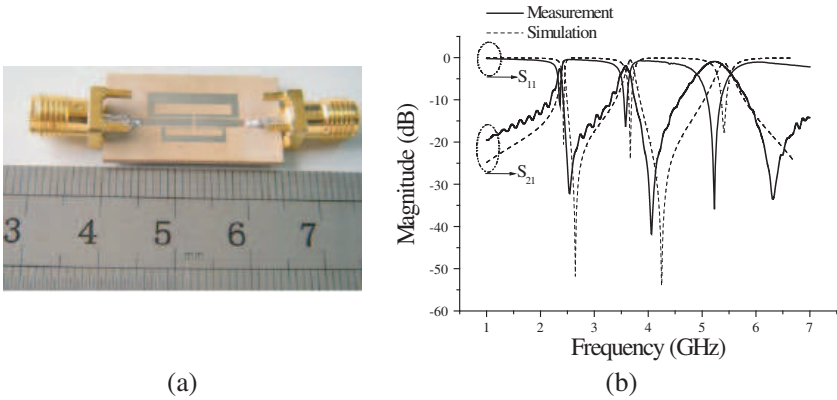 Measurement
Simulation
0
-10
-20
-30
-40
-50
-60
Magnitude (dB)
S11
S21
1 2 3 4 5 6 7
Frequency (GHz)
3 4 5 6 7
(a)
(b)